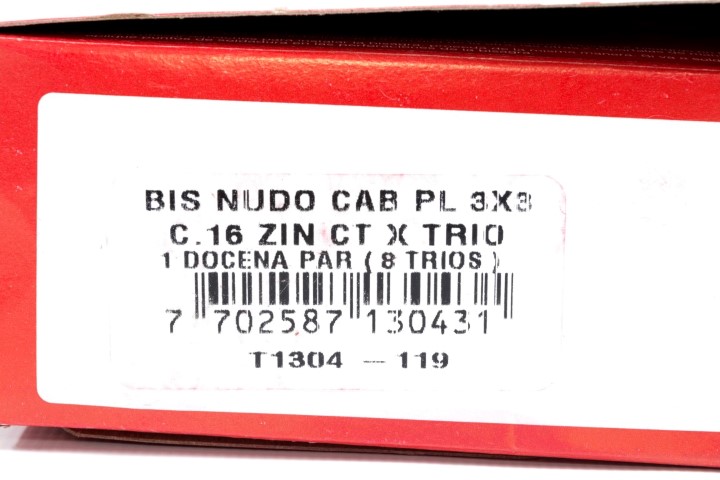 BIS NUDO CAB PL 3X3
C.16 ZIN CT X TRIO
1 DOCENA PAR ( 8 TRIOS )
7 702587 130431
T1304 - 119